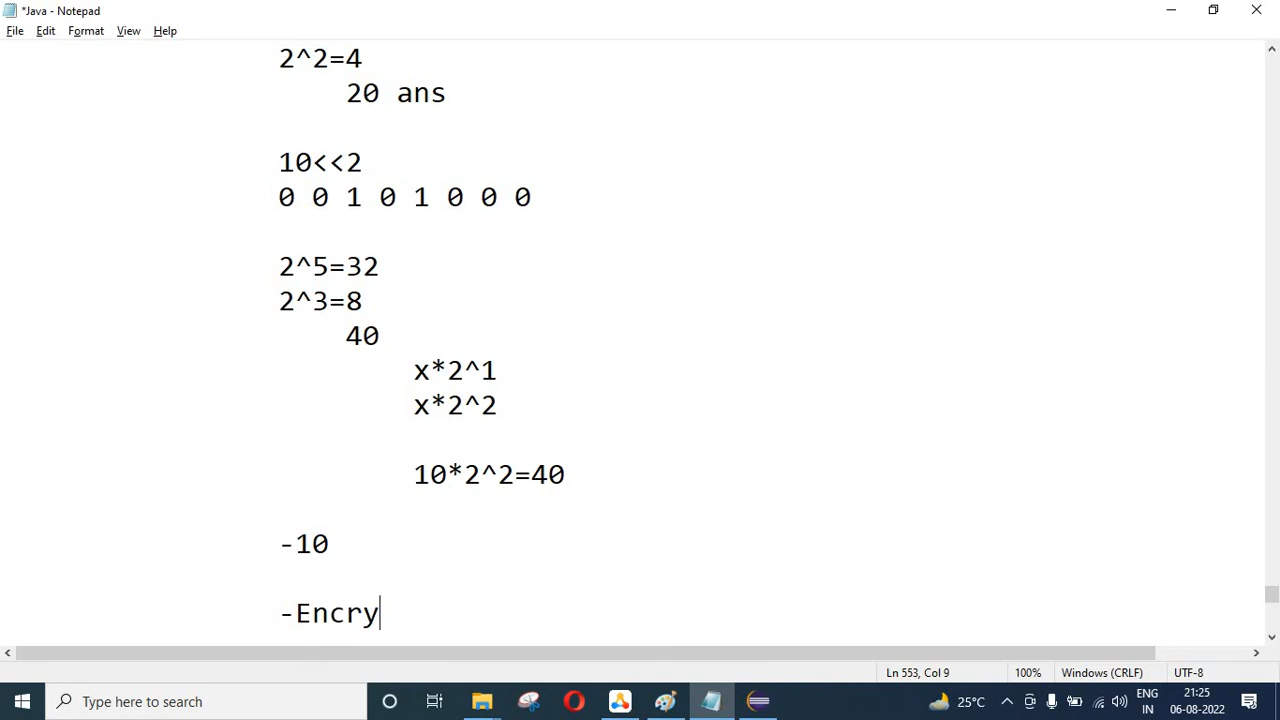 *Java - Notepad
File Edit Format View Help
2^2=4
20 ans
10<<2
0 0 1 0 1 0 0 0
2^5=32
2^3=8
40
x*2^1
x*2^2
10*2^2=40
-10
-Encry
Ln 553, Col 9 100% Windows (CRLF) UTF-8
Type here to search
25°C
ENG
IN
21:25
06-08-2022